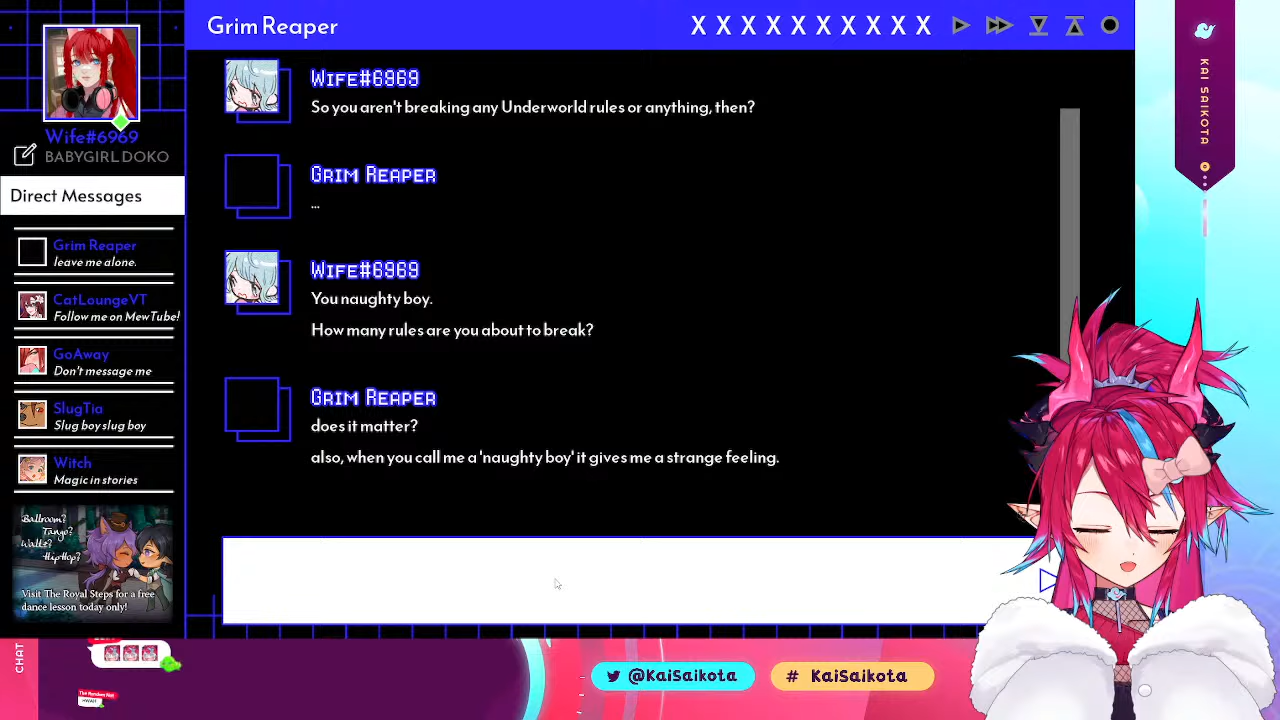 Grim Reaper
X X X X X X X X X X
Wife#6969
BABYGIRL DOKO
Direct Messages
Grim Reaper
leave me alone.
CatLoungeVT
Follow me on MewTube!
GoAway
Don't message me
SlugTia
Slug boy slug boy
Witch
Magic in stories
Ballroom?
Tango?
Waltz?
HipHop?
Visit The Royal Steps for a free
dance lesson today only!
Wife#6969
So you aren't breaking any Underworld rules or anything, then?
Grim Reaper
...
Wife#6969
You naughty boy.
How many rules are you about to break?
Grim Reaper
does it matter?
also, when you call me a 'naughty boy' it gives me a strange feeling.
KAI SAIKOTA
CHAT
@KaiSaikota
# KaiSaikota